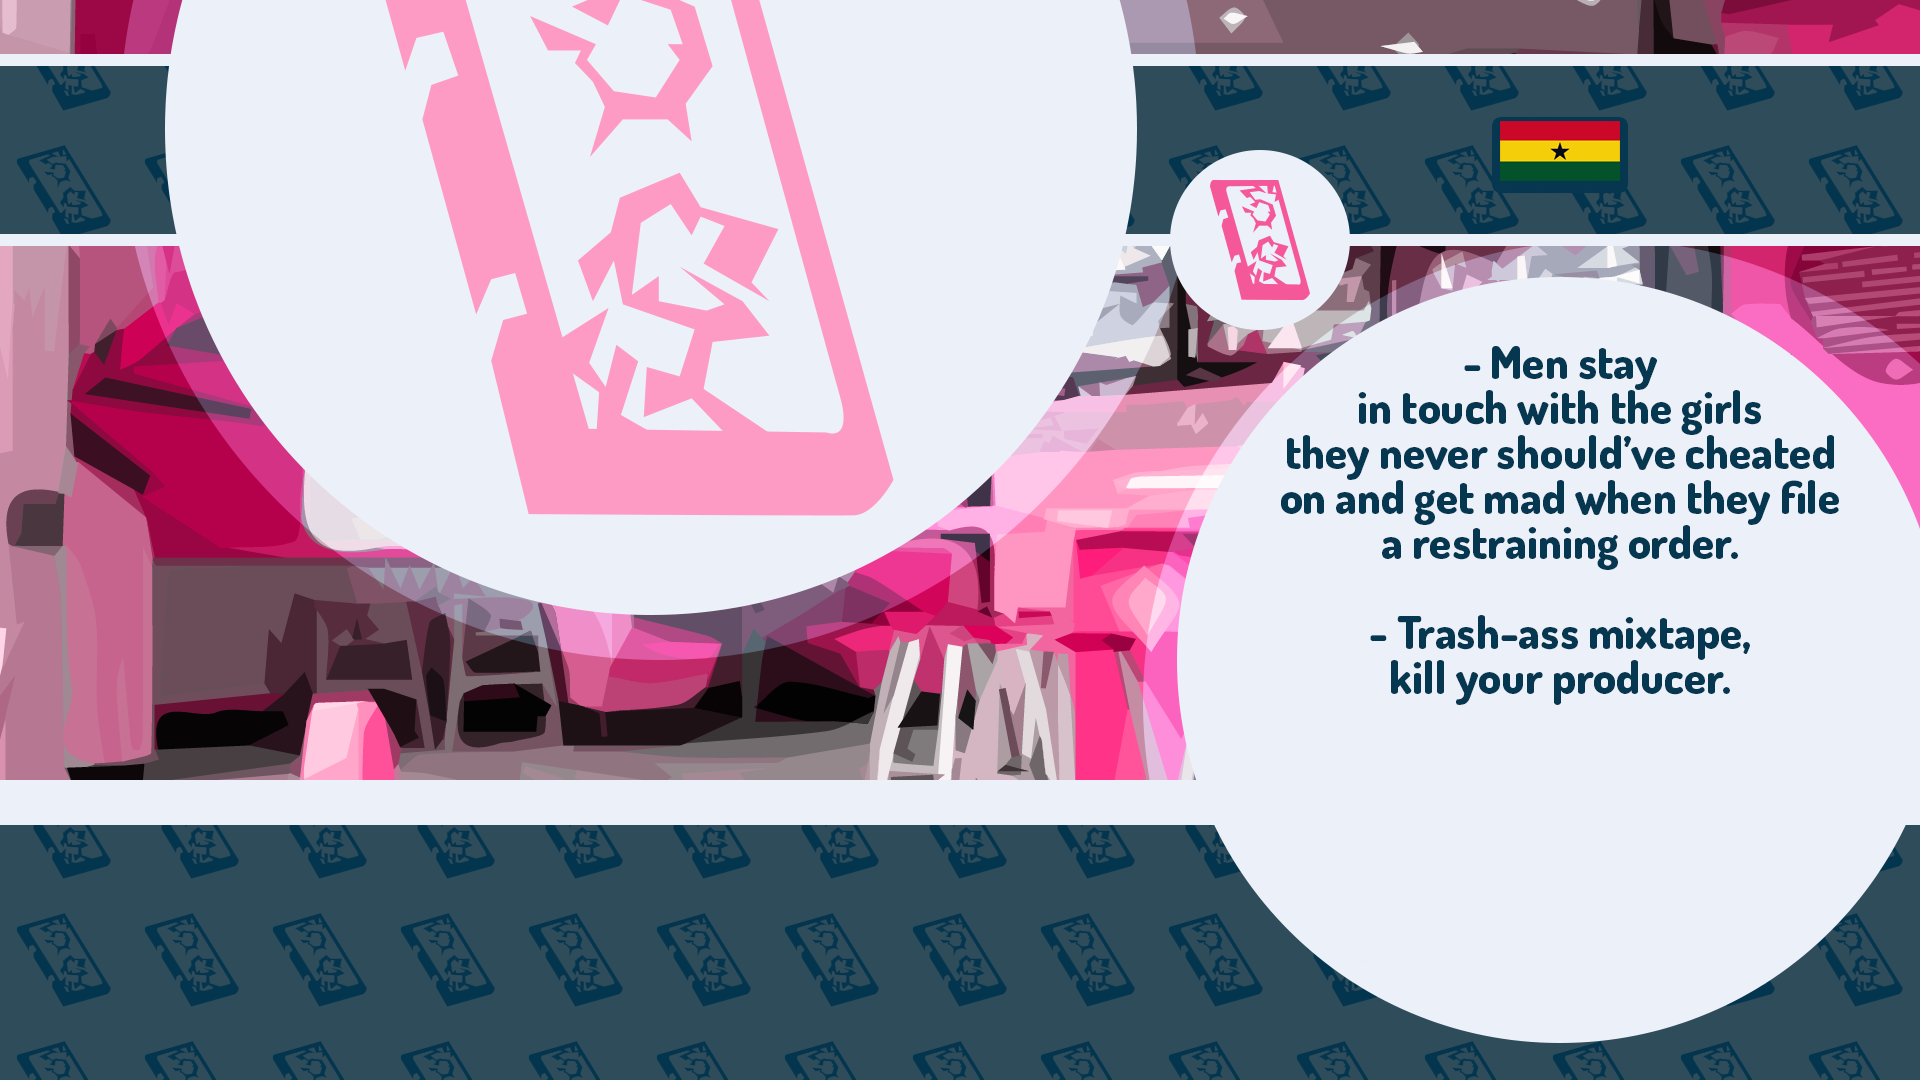 - Men stay
in touch with the girls
they never should've cheated
on and get mad when they file
a restraining order.
- Trash-ass mixtape,
kill your producer.